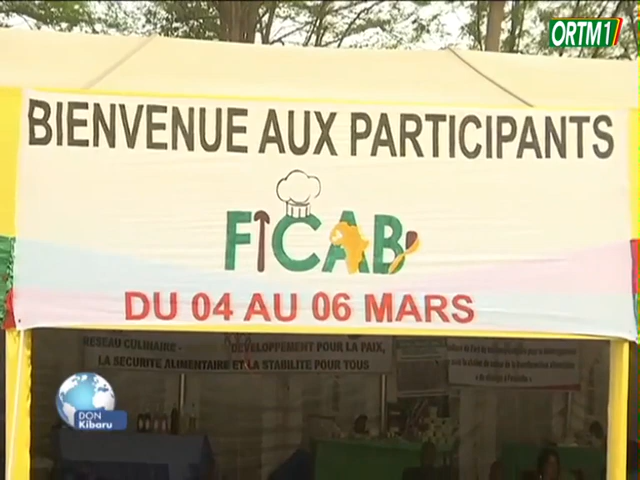 ORTM1
BIENVENUE AUX PARTICIPANTS
FICAB
DU 04 AU 06 MARS
RESEAU CULINAIRE - DEVELOPPEMENT POUR LA PAIX,
LA SECURITE ALIMENTAIRE ET LA STABILITE POUR TOUS
DON
Kibaru